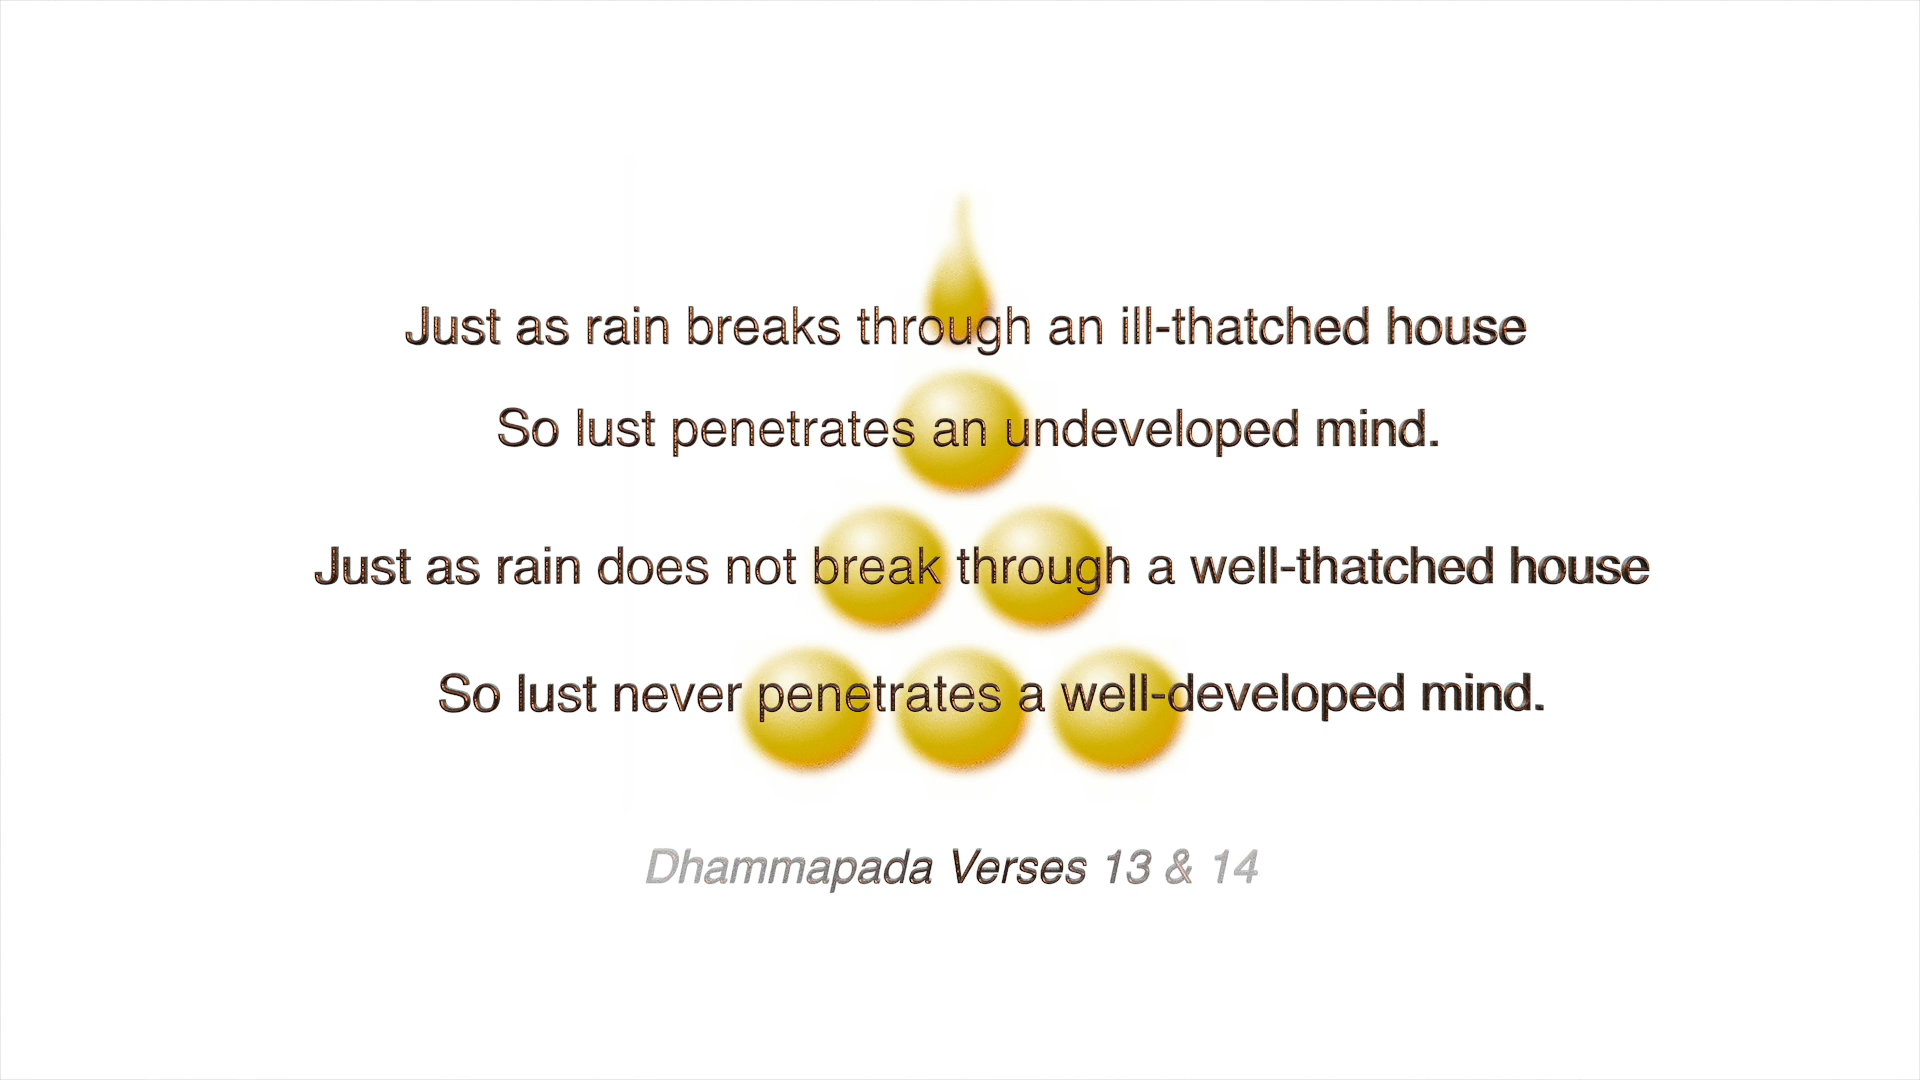 Just as rain breaks through an ill-thatched house
So lust penetrates an undeveloped mind.
Just as rain does not break through a well-thatched house
So lust never penetrates a well-developed mind.
Dhammapada Verses 13 & 14